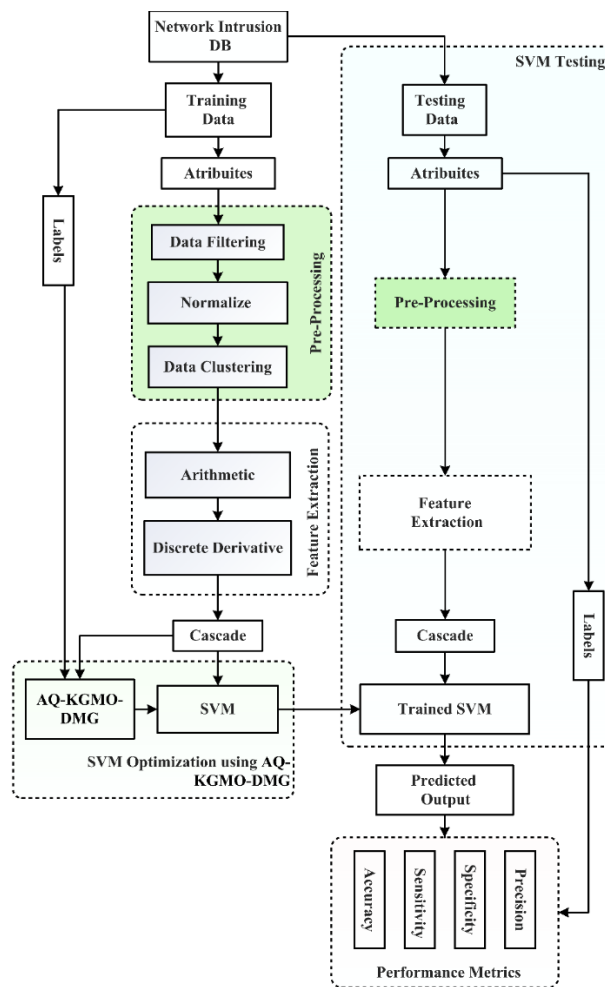 Network Intrusion
DB
SVM Testing
Training
Data
Testing
Data
Atribuites
Atribuites
Labels
Data Filtering
Normalize
Data Clustering
Pre-Processing
Pre-Processing
Arithmetic
Discrete Derivative
Feature Extraction
Feature
Extraction
Cascade
Cascade
Labels
AQ-KGMO-
DMG
SVM
Trained SVM
SVM Optimization using AQ-
KGMO-DMG
Predicted
Output
Accuracy
Sensitivity
Specificity
Precision
Performance Metrics